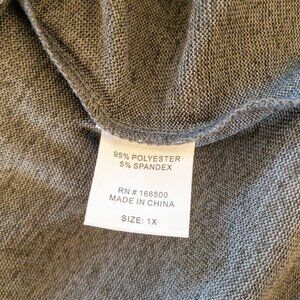 95% POLYESTER
5% SPANDEX
RN # 166500
MADE IN CHINA
SIZE: 1X